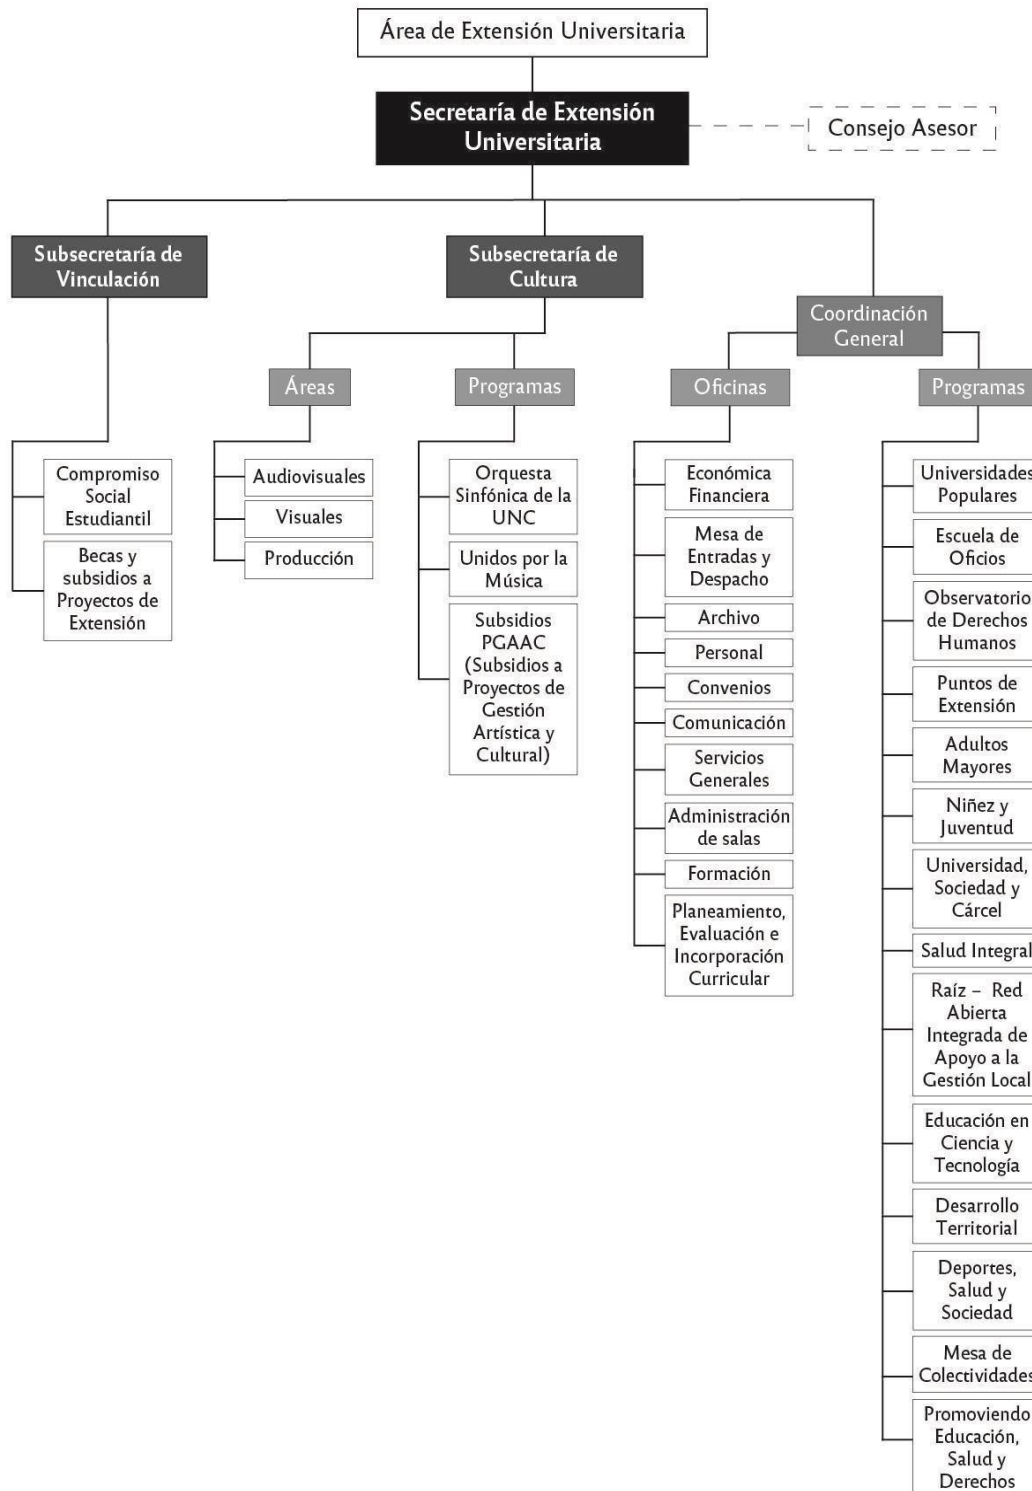 Área de Extensión Universitaria
Secretaría de Extensión
Universitaria
Consejo Asesor
Subsecretaría de
Vinculación
Subsecretaría de
Cultura
Coordinación
General
Áreas
Programas
Oficinas
Programas
Compromiso
Social
Estudiantil
Becas y
subsidios a
Proyectos de
Extensión
Audiovisuales
Visuales
Producción
Orquesta
Sinfónica de la
UNC
Unidos por la
Música
Subsidios
PGAAC
(Subsidios a
Proyectos de
Gestión
Artística y
Cultural)
Económica
Financiera
Mesa de
Entradas y
Despacho
Archivo
Personal
Convenios
Comunicación
Servicios
Generales
Administración
de salas
Formación
Planeamiento,
Evaluación e
Incorporación
Curricular
Universidades
Populares
Escuela de
Oficios
Observatorio
de Derechos
Humanos
Puntos de
Extensión
Adultos
Mayores
Niñez y
Juventud
Universidad,
Sociedad y
Cárcel
Salud Integral
Raíz – Red
Abierta
Integrada de
Apoyo a la
Gestión Local
Educación en
Ciencia y
Tecnología
Desarrollo
Territorial
Deportes,
Salud y
Sociedad
Mesa de
Colectividades
Promoviendo
Educación,
Salud y
Derechos